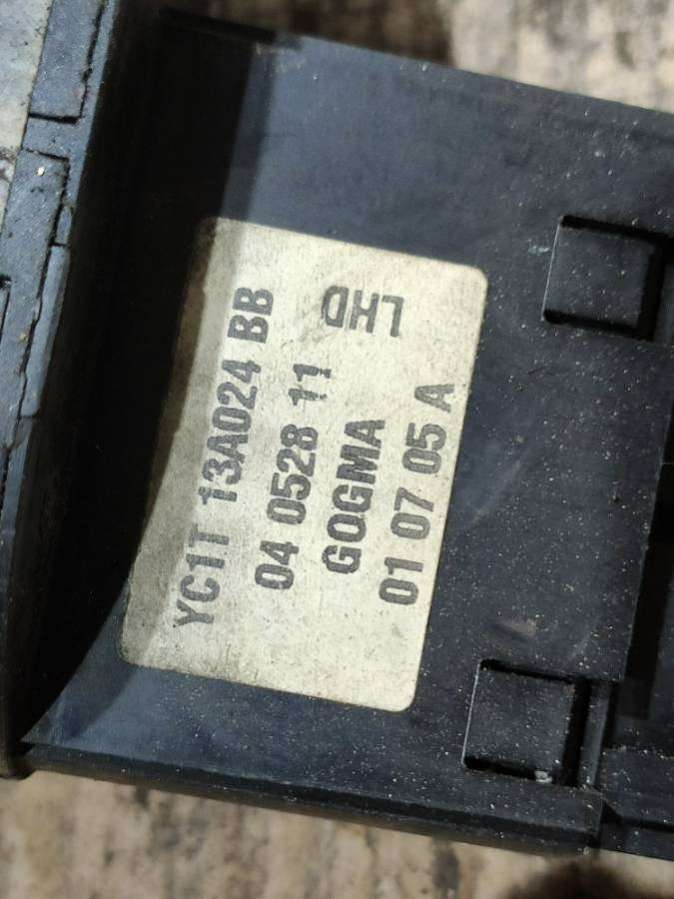 YC1T 13A024 BB
04 0528 11
GOGMA
01 07 05 A
LHD